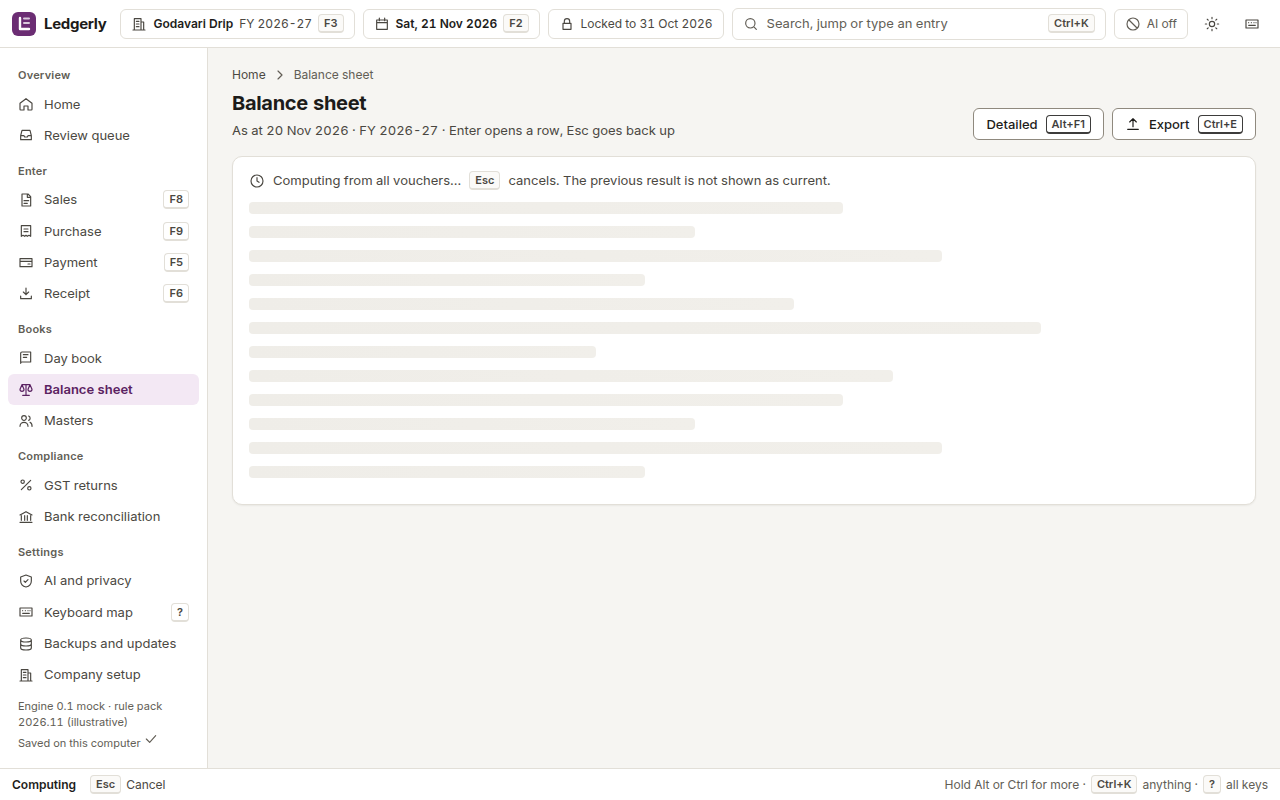 Ledgerly
Godavari Drip FY 2026-27 F3
Sat, 21 Nov 2026 F2
Locked to 31 Oct 2026
Search, jump or type an entry Ctrl+K
AI off
Overview
Home
Review queue
Enter
Sales F8
Purchase F9
Payment F5
Receipt F6
Books
Day book
Balance sheet
Masters
Compliance
GST returns
Bank reconciliation
Settings
AI and privacy
Keyboard map ?
Backups and updates
Company setup
Engine 0.1 mock · rule pack
2026.11 (illustrative)
Saved on this computer
Home > Balance sheet
Balance sheet
As at 20 Nov 2026 · FY 2026-27 · Enter opens a row, Esc goes back up
Detailed Alt+F1
Export Ctrl+E
Computing from all vouchers... Esc cancels. The previous result is not shown as current.
Computing Esc Cancel
Hold Alt or Ctrl for more · Ctrl+K anything · ? all keys